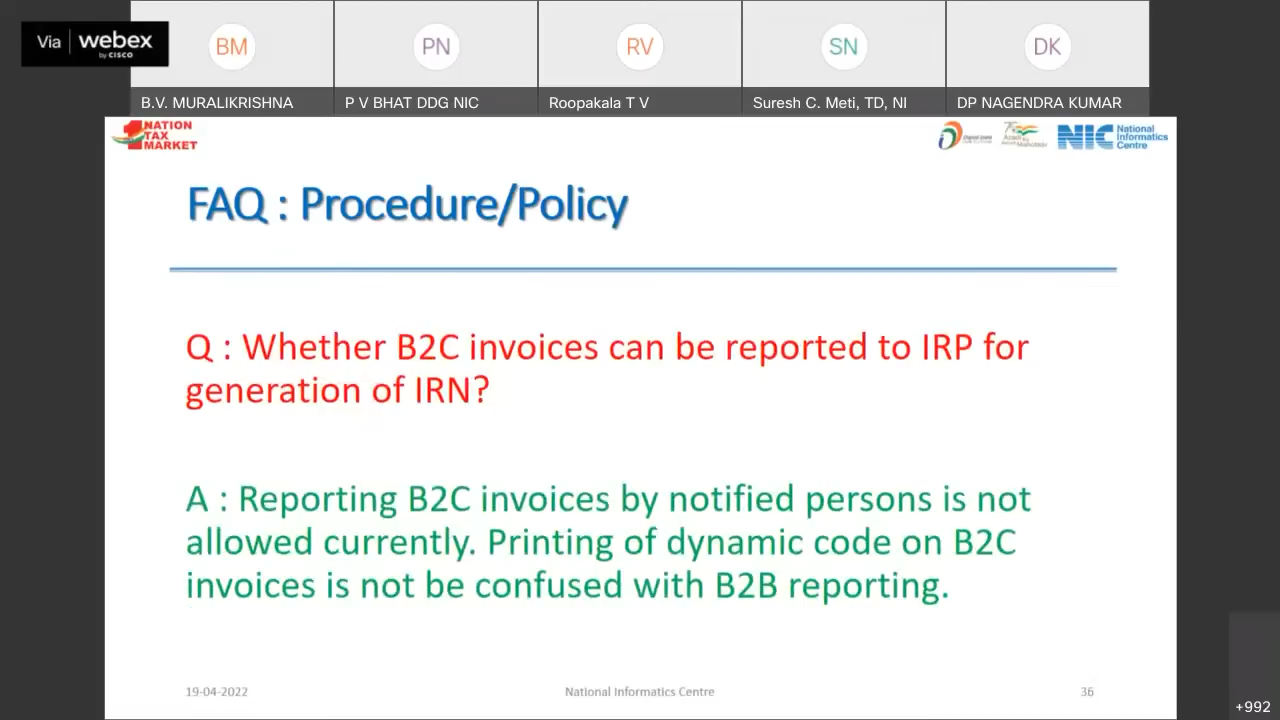 Via webex
by CISCO
BM
PN
RV
SN
DK
B.V. MURALIKRISHNA
P V BHAT DDG NIC
Roopakala T V
Suresh C. Meti, TD, NI
DP NAGENDRA KUMAR
NATION
TAX
MARKET
NIC National
Informatics
Centre
FAQ : Procedure/Policy
Q : Whether B2C invoices can be reported to IRP for
generation of IRN?
A : Reporting B2C invoices by notified persons is not
allowed currently. Printing of dynamic code on B2C
invoices is not be confused with B2B reporting.
19-04-2022
National Informatics Centre
36
+992